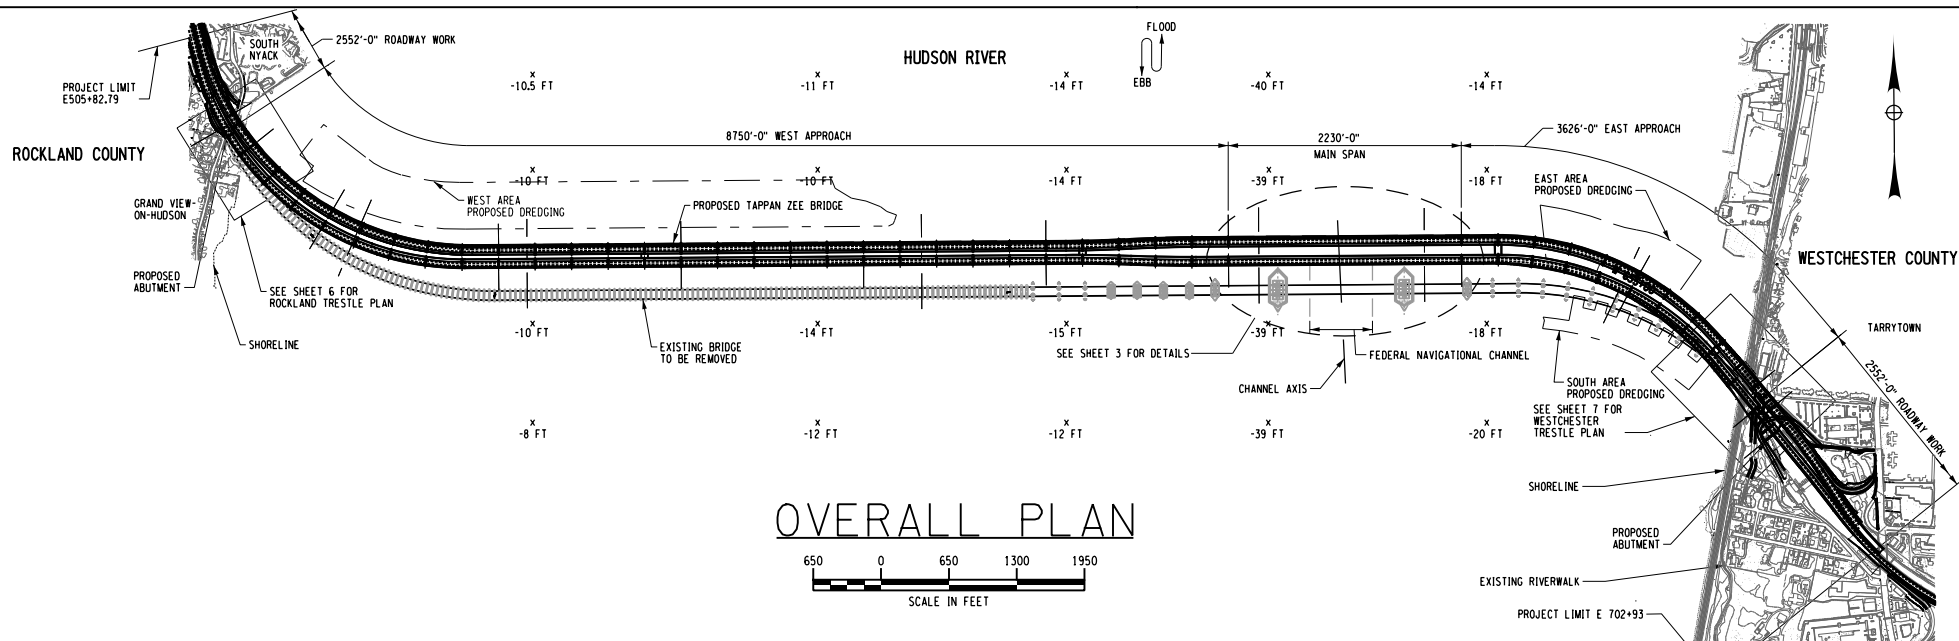 FLOOD
2552'-0" ROADWAY WORK
SOUTH
NYACK
HUDSON RIVER
EBB
PROJECT LIMIT
E505+82.79
x
-10.5 FT
x
-11 FT
x
-14 FT
x
-40 FT
x
-14 FT
8750'-0" WEST APPROACH
2230'-0"
MAIN SPAN
3626'-0" EAST APPROACH
ROCKLAND COUNTY
x
-10 FT
x
-10 FT
x
-14 FT
x
-39 FT
x
-18 FT
EAST AREA
PROPOSED DREDGING
GRAND VIEW-
ON-HUDSON
WEST AREA
PROPOSED DREDGING
PROPOSED TAPPAN ZEE BRIDGE
WESTCHESTER COUNTY
PROPOSED
ABUTMENT
SEE SHEET 6 FOR
ROCKLAND TRESTLE PLAN
SHORELINE
x
-10 FT
x
-14 FT
x
-15 FT
x
-39 FT
x
-18 FT
TARRYTOWN
EXISTING BRIDGE
TO BE REMOVED
SEE SHEET 3 FOR DETAILS
FEDERAL NAVIGATIONAL CHANNEL
CHANNEL AXIS
SOUTH AREA
PROPOSED DREDGING
SEE SHEET 7 FOR
WESTCHESTER
TRESTLE PLAN
2552'-0" ROADWAY WORK
x
-8 FT
x
-12 FT
x
-12 FT
x
-39 FT
x
-20 FT
SHORELINE
OVERALL PLAN
PROPOSED
ABUTMENT
650 0 650 1300 1950
SCALE IN FEET
EXISTING RIVERWALK
PROJECT LIMIT E 702+93